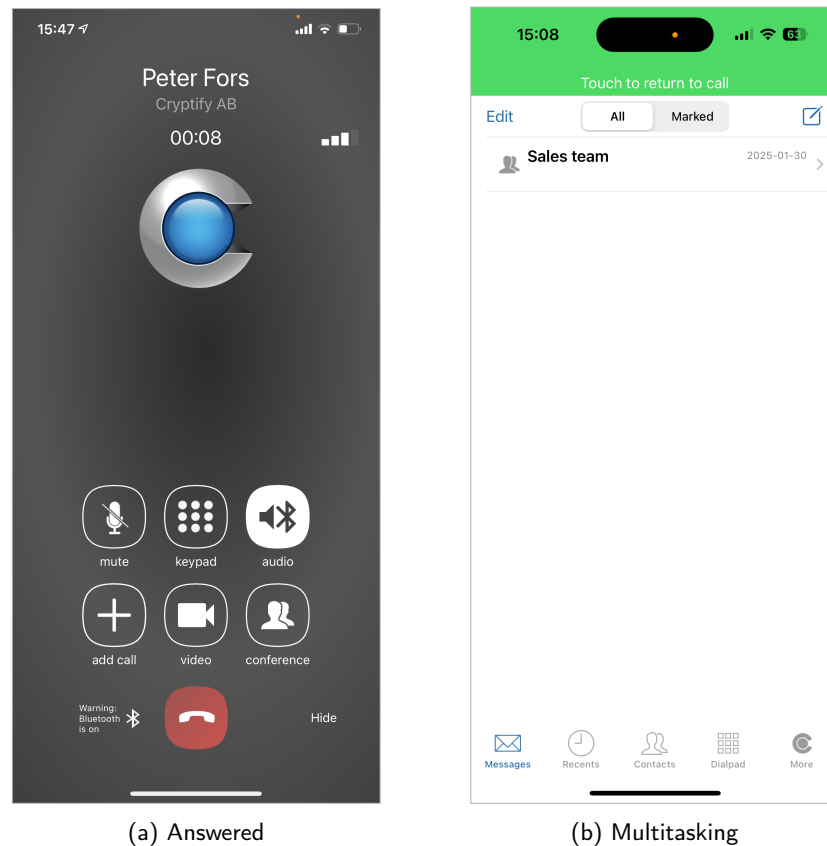 15:47
Peter Fors
Cryptify AB
00:08
mute
keypad
audio
add call
video
conference
Warning:
Bluetooth
is on
Hide
(a) Answered
15:08
63
Touch to return to call
Edit
All
Marked
Sales team
2025-01-30
Messages
Recents
Contacts
Dialpad
More
(b) Multitasking